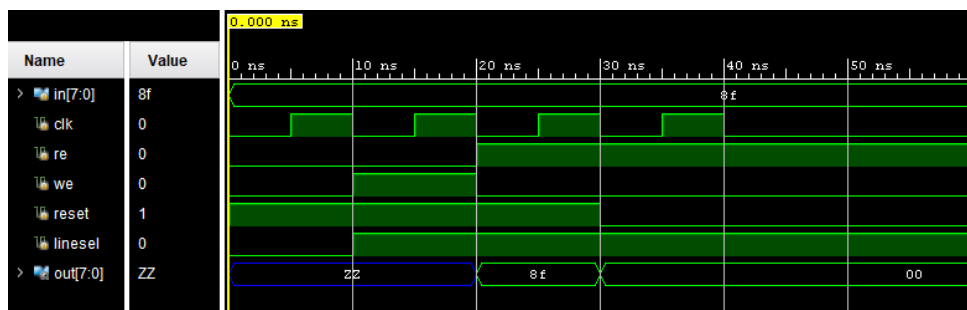 0.000 ns
Name Value
0 ns 10 ns 20 ns 30 ns 40 ns 50 ns
> in[7:0] 8f 8f
clk 0
re 0
we 0
reset 1
linesel 0
> out[7:0] ZZ ZZ 8f 00